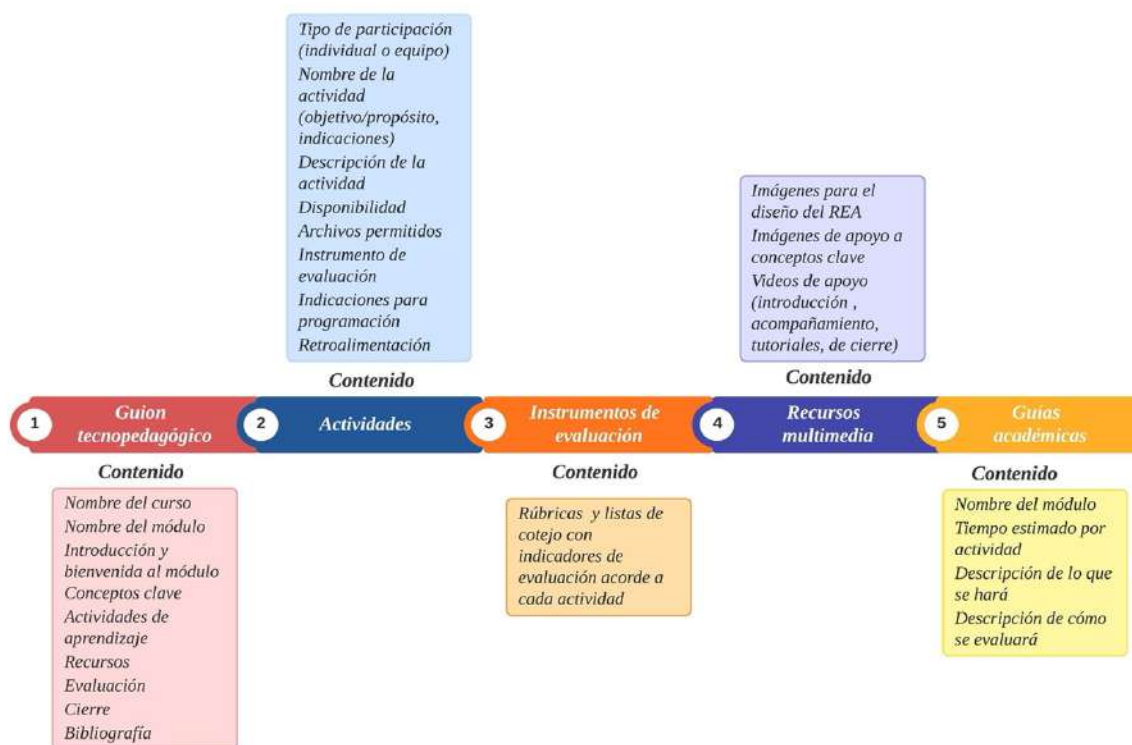 Tipo de participación
(individual o equipo)
Nombre de la
actividad
(objetivo/propósito,
indicaciones)
Descripción de la
actividad
Disponibilidad
Archivos permitidos
Instrumento de
evaluación
Indicaciones para
programación
Retroalimentación
Contenido
Imágenes para el
diseño del REA
Imágenes de apoyo a
conceptos clave
Videos de apoyo
(introducción ,
acompañamiento,
tutoriales, de cierre)
Contenido
1
Guion
tecnopedagógico
2
Actividades
3
Instrumentos de
evaluación
4
Recursos
multimedia
5
Guías
académicas
Contenido
Nombre del curso
Nombre del módulo
Introducción y
bienvenida al módulo
Conceptos clave
Actividades de
aprendizaje
Recursos
Evaluación
Cierre
Bibliografía
Contenido
Rúbricas y listas de
cotejo con
indicadores de
evaluación acorde a
cada actividad
Contenido
Nombre del módulo
Tiempo estimado por
actividad
Descripción de lo que
se hará
Descripción de cómo
se evaluará